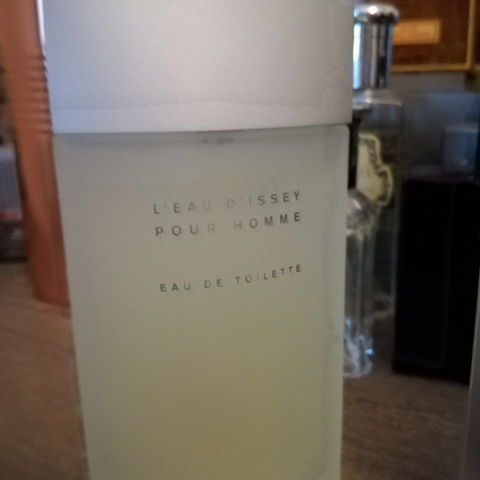 L'EAU D'ISSEY
POUR HOMME
EAU DE TOILETTE